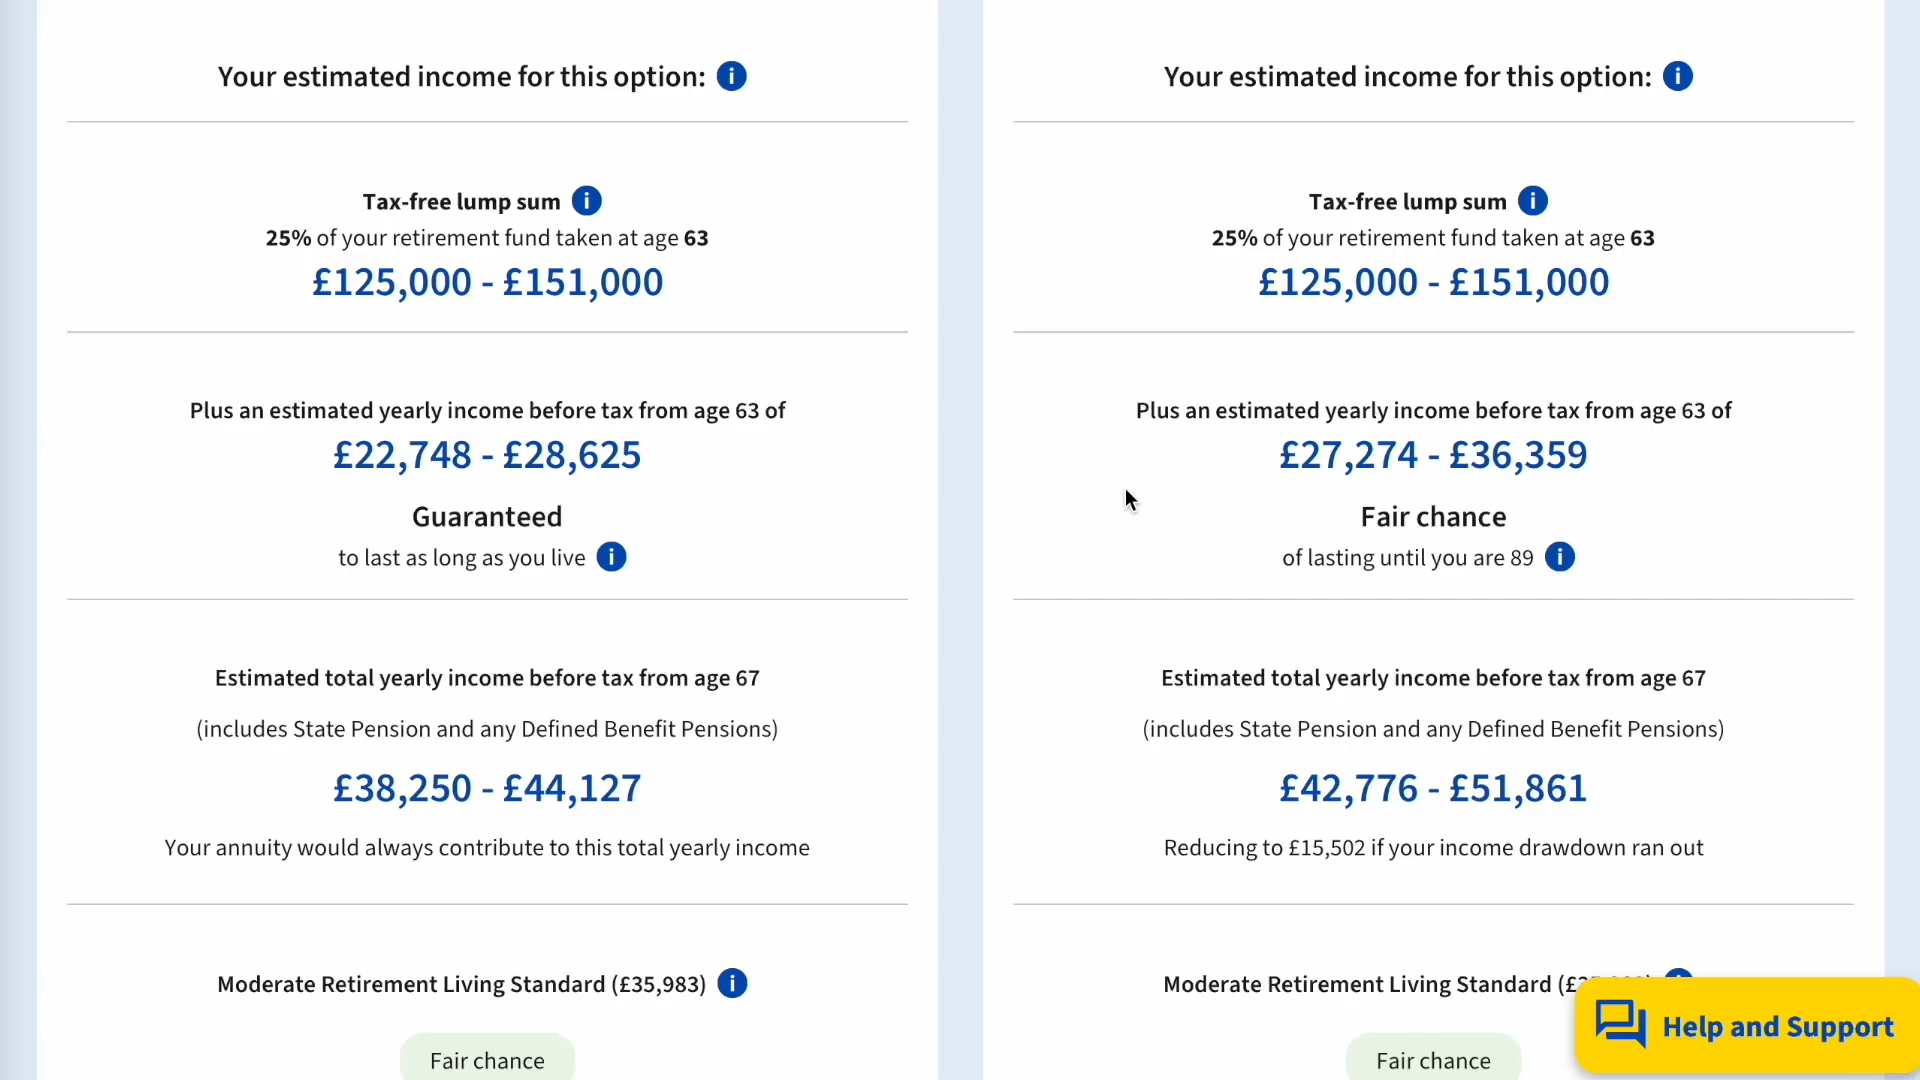 Your estimated income for this option:
Tax-free lump sum
25% of your retirement fund taken at age 63
£125,000 - £151,000
Plus an estimated yearly income before tax from age 63 of
£22,748 - £28,625
Guaranteed
to last as long as you live
Estimated total yearly income before tax from age 67
(includes State Pension and any Defined Benefit Pensions)
£38,250 - £44,127
Your annuity would always contribute to this total yearly income
Moderate Retirement Living Standard (£35,983)
Fair chance
Your estimated income for this option:
Tax-free lump sum
25% of your retirement fund taken at age 63
£125,000 - £151,000
Plus an estimated yearly income before tax from age 63 of
£27,274 - £36,359
Fair chance
of lasting until you are 89
Estimated total yearly income before tax from age 67
(includes State Pension and any Defined Benefit Pensions)
£42,776 - £51,861
Reducing to £15,502 if your income drawdown ran out
Moderate Retirement Living Standard
Fair chance
Help and Support